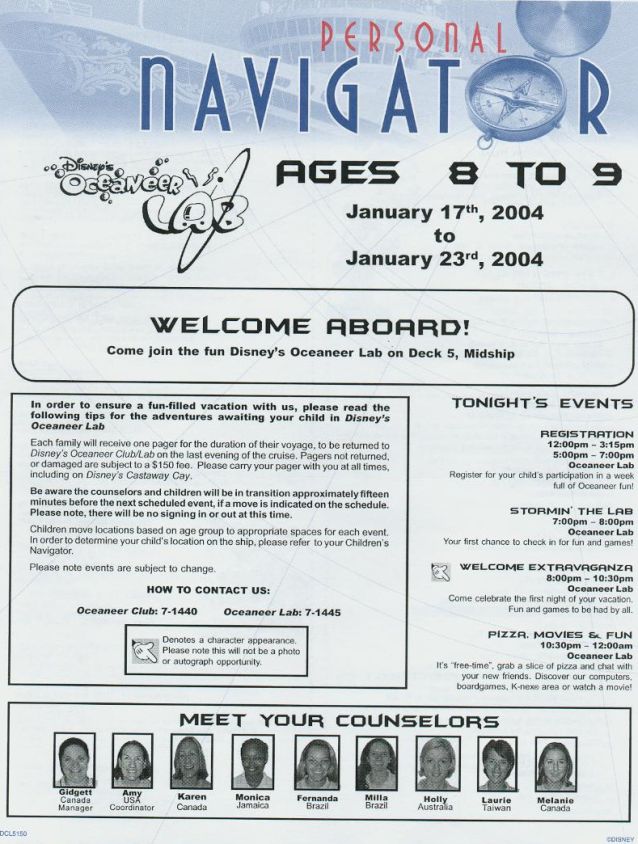 PERSONAL
NAVIGATOR
Disney's
Oceaneer
LAB
AGES 8 TO 9
January 17th, 2004
to
January 23rd, 2004
WELCOME ABOARD!
Come join the fun Disney's Oceaneer Lab on Deck 5, Midship
In order to ensure a fun-filled vacation with us, please read the
following tips for the adventures awaiting your child in Disney's
Oceaneer Lab
Each family will receive one pager for the duration of their voyage, to be returned to
Disney's Oceaneer Club/Lab on the last evening of the cruise. Pagers not returned,
or damaged are subject to a $150 fee. Please carry your pager with you at all times,
including on Disney's Castaway Cay.
Be aware the counselors and children will be in transition approximately fifteen
minutes before the next scheduled event, if a move is indicated on the schedule.
Please note, there will be no signing in or out at this time.
Children move locations based on age group to appropriate spaces for each event.
In order to determine your child's location on the ship, please refer to your Children's
Navigator.
Please note events are subject to change.
HOW TO CONTACT US:
Oceaneer Club: 7-1440 Oceaneer Lab: 7-1445
Denotes a character appearance.
Please note this will not be a photo
or autograph opportunity.
TONIGHT'S EVENTS
REGISTRATION
12:00pm – 3:15pm
5:00pm – 7:00pm
Oceaneer Lab
Register for your child's participation in a week
full of Oceaneer fun!
STORMIN' THE LAB
7:00pm – 8:00pm
Oceaneer Lab
Your first chance to check in for fun and games!
WELCOME EXTRAVAGANZA
8:00pm – 10:30pm
Oceaneer Lab
Come celebrate the first night of your vacation.
Fun and games to be had by all.
PIZZA, MOVIES & FUN
10:30pm – 12:00am
Oceaneer Lab
It's "free-time", grab a slice of pizza and chat with
your new friends. Discover our computers,
boardgames, K-nex® area or watch a movie!
MEET YOUR COUNSELORS
Gidgett
Canada
Manager
Amy
USA
Coordinator
Karen
Canada
Monica
Jamaica
Fernanda
Brazil
Milla
Brazil
Holly
Australia
Laurie
Taiwan
Melanie
Canada
DCL5150
©DISNEY